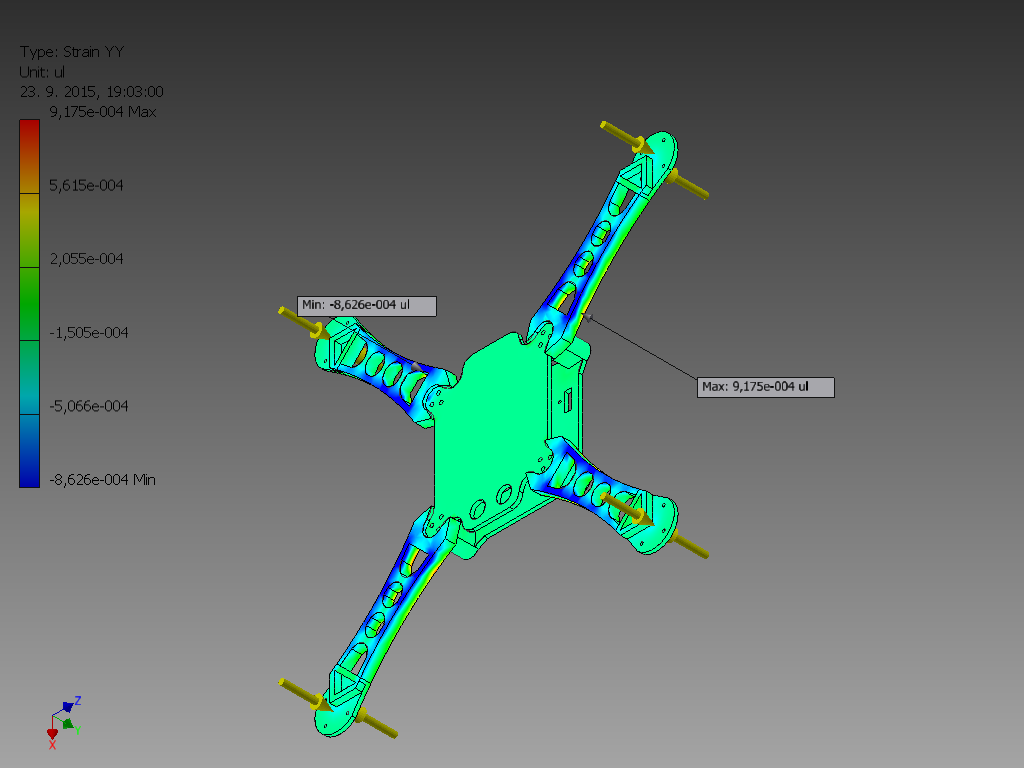 Type: Strain YY
Unit: ul
23. 9. 2015, 19:03:00
9,175e-004 Max
5,615e-004
2,055e-004
-1,505e-004
-5,066e-004
-8,626e-004 Min
Min: -8,626e-004 ul
Max: 9,175e-004 ul
Z
Y
X